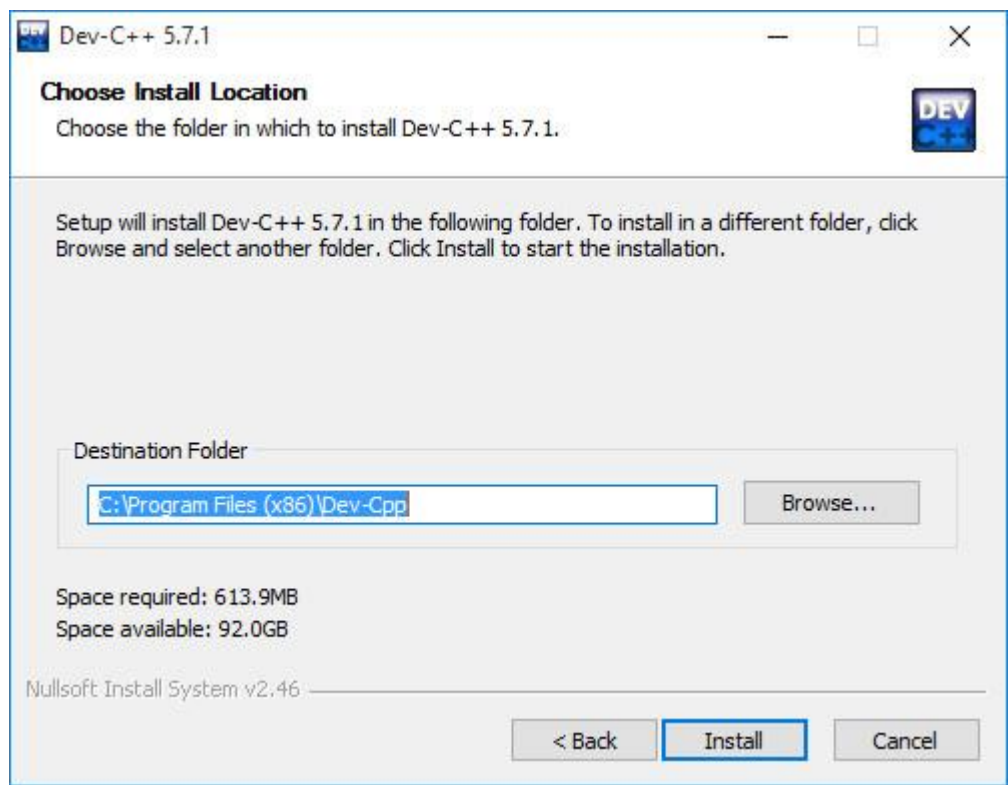 Dev-C++ 5.7.1
Choose Install Location
Choose the folder in which to install Dev-C++ 5.7.1.
DEV
C++
Setup will install Dev-C++ 5.7.1 in the following folder. To install in a different folder, click
Browse and select another folder. Click Install to start the installation.
Destination Folder
C:\Program Files (x86)\Dev-Cpp
Browse...
Space required: 613.9MB
Space available: 92.0GB
Nullsoft Install System v2.46
< Back
Install
Cancel